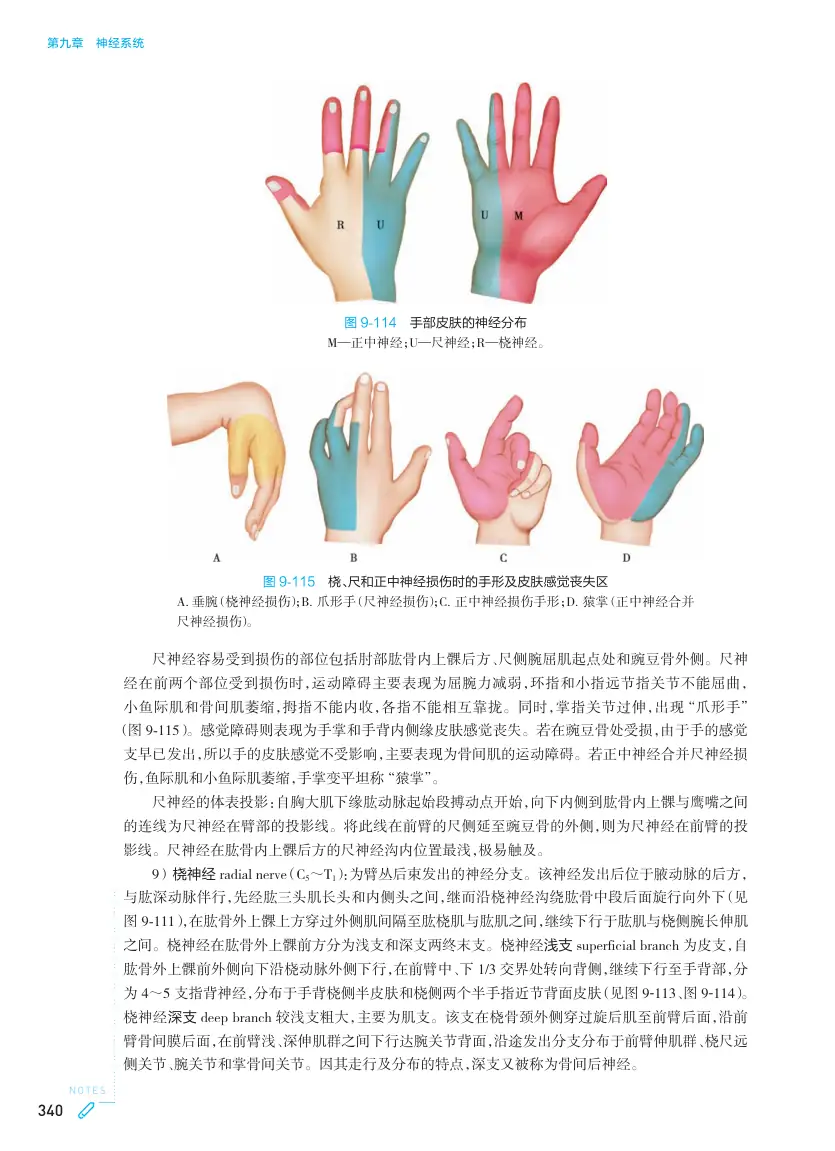 第九章 神经系统
R
U
U
M
图 9-114 手部皮肤的神经分布
M—正中神经;U—尺神经;R—桡神经。
A
B
C
D
图 9-115 桡、尺和正中神经损伤时的手形及皮肤感觉丧失区
A. 垂腕(桡神经损伤);B. 爪形手(尺神经损伤);C. 正中神经损伤手形;D. 猿掌(正中神经合并
尺神经损伤)。
尺神经容易受到损伤的部位包括肘部肱骨内上髁后方、尺侧腕屈肌起点处和豌豆骨外侧。尺神
经在前两个部位受到损伤时,运动障碍主要表现为屈腕力减弱,环指和小指远节指关节不能屈曲,
小鱼际肌和骨间肌萎缩,拇指不能内收,各指不能相互靠拢。同时,掌指关节过伸,出现“爪形手”
(图 9-115)。感觉障碍则表现为手掌和手背内侧缘皮肤感觉丧失。若在豌豆骨处受损,由于手的感觉
支早已发出,所以手的皮肤感觉不受影响,主要表现为骨间肌的运动障碍。若正中神经合并尺神经损
伤,鱼际肌和小鱼际肌萎缩,手掌变平坦称“猿掌”。
尺神经的体表投影:自胸大肌下缘肱动脉起始段搏动点开始,向下内侧到肱骨内上髁与鹰嘴之间
的连线为尺神经在臂部的投影线。将此线在前臂的尺侧延至豌豆骨的外侧,则为尺神经在前臂的投
影线。尺神经在肱骨内上髁后方的尺神经沟内位置最浅,极易触及。
9)桡神经 radial nerve(C₅~T₁):为臂丛后束发出的神经分支。该神经发出后位于腋动脉的后方,
与肱深动脉伴行,先经肱三头肌长头和内侧头之间,继而沿桡神经沟绕肱骨中段后面旋行向外下(见
图 9-111),在肱骨外上髁上方穿过外侧肌间隔至肱桡肌与肱肌之间,继续下行于肱肌与桡侧腕长伸肌
之间。桡神经在肱骨外上髁前方分为浅支和深支两终末支。桡神经浅支 superficial branch 为皮支,自
肱骨外上髁前外侧向下沿桡动脉外侧下行,在前臂中、下 1/3 交界处转向背侧,继续下行至手背部,分
为 4~5 支指背神经,分布于手背桡侧半皮肤和桡侧两个半手指近节背面皮肤(见图 9-113、图 9-114)。
桡神经深支 deep branch 较浅支粗大,主要为肌支。该支在桡骨颈外侧穿过旋后肌至前臂后面,沿前
臂骨间膜后面,在前臂浅、深伸肌群之间下行达腕关节背面,沿途发出分支分布于前臂伸肌群、桡尺远
侧关节、腕关节和掌骨间关节。因其走行及分布的特点,深支又被称为骨间后神经。
NOTES
340